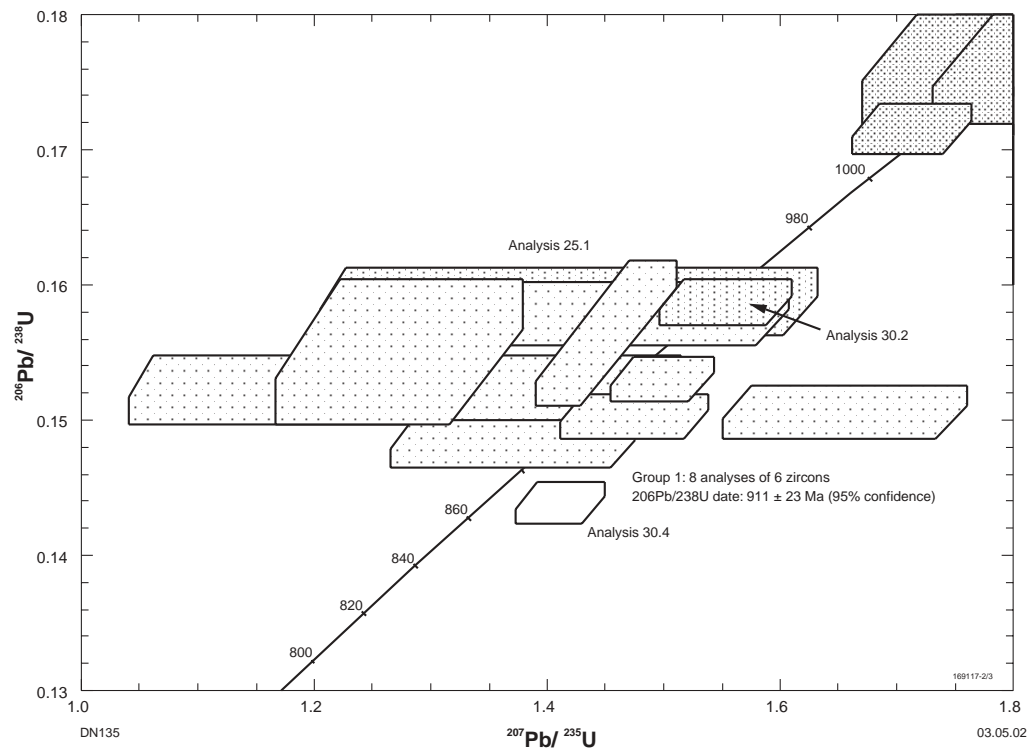 0.18
0.17
0.16
0.15
0.14
0.13
206Pb/ 238U
1000
980
Analysis 25.1
Analysis 30.2
Group 1: 8 analyses of 6 zircons
206Pb/238U date: 911 ± 23 Ma (95% confidence)
860
Analysis 30.4
840
820
800
169117-2/3
1.0
1.2
1.4
1.6
1.8
DN135
207Pb/ 235U
03.05.02